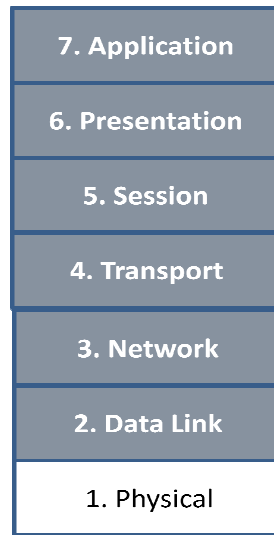 7. Application
6. Presentation
5. Session
4. Transport
3. Network
2. Data Link
1. Physical